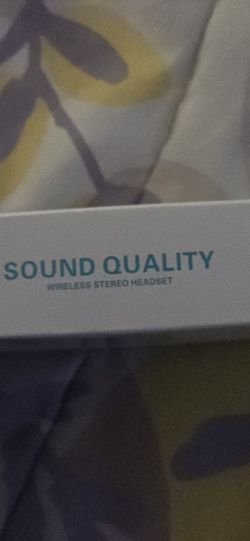 SOUND QUALITY
WIRELESS STEREO HEADSET